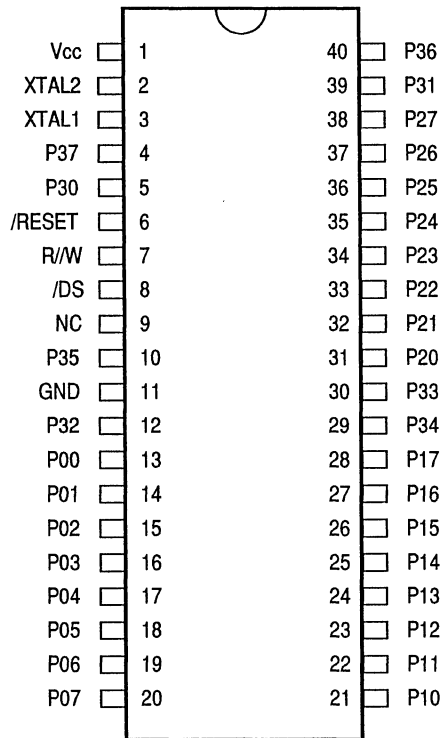 Vcc 1 40 P36
XTAL2 2 39 P31
XTAL1 3 38 P27
P37 4 37 P26
P30 5 36 P25
/RESET 6 35 P24
R//W 7 34 P23
/DS 8 33 P22
NC 9 32 P21
P35 10 31 P20
GND 11 30 P33
P32 12 29 P34
P00 13 28 P17
P01 14 27 P16
P02 15 26 P15
P03 16 25 P14
P04 17 24 P13
P05 18 23 P12
P06 19 22 P11
P07 20 21 P10